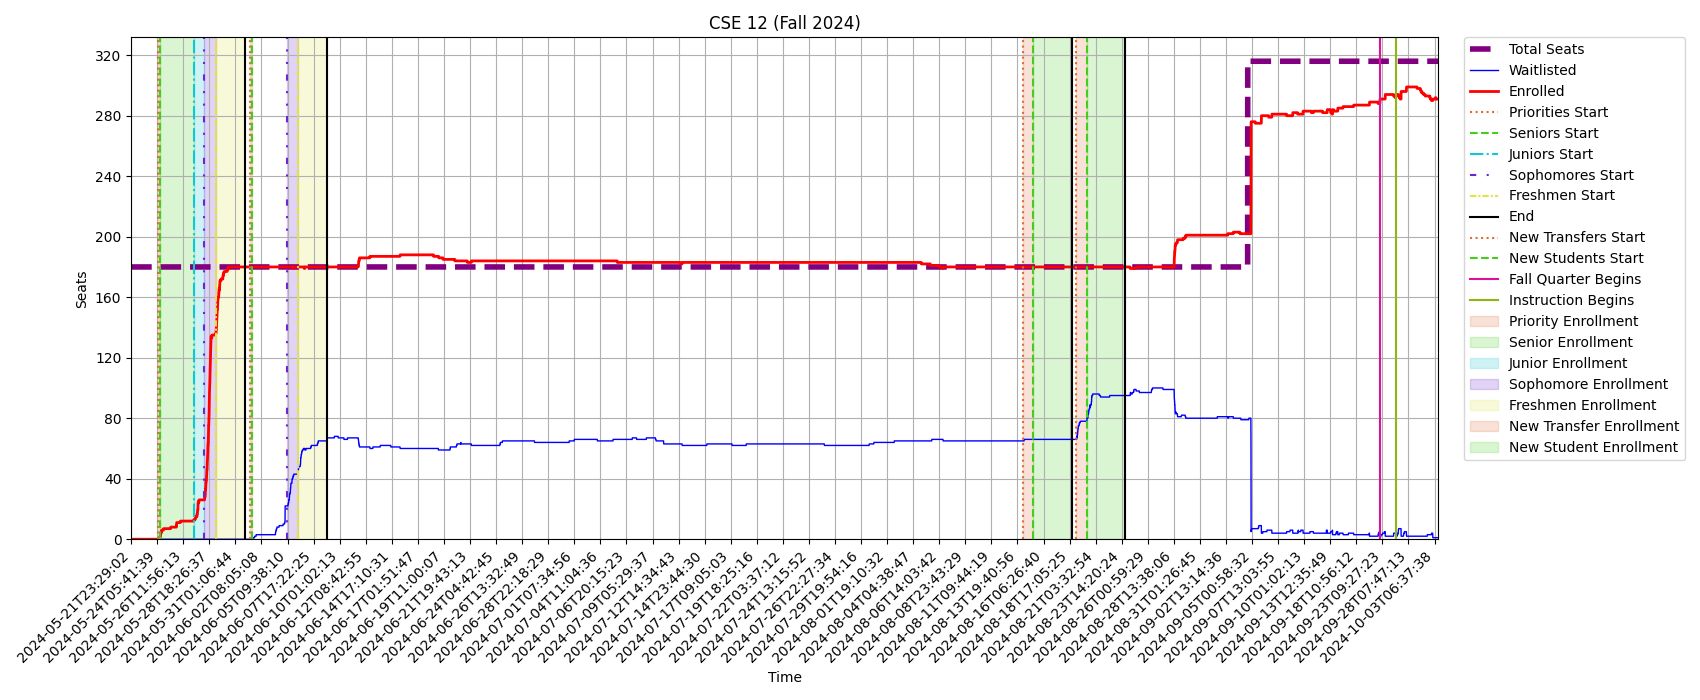 CSE 12 (Fall 2024)
320
280
240
200
160
120
80
40
0
Seats
2024-05-21T23:29:02
2024-05-24T05:41:39
2024-05-26T11:56:13
2024-05-28T18:26:37
2024-05-31T01:06:44
2024-06-02T08:05:08
2024-06-05T09:38:10
2024-06-07T17:22:25
2024-06-10T01:02:13
2024-06-12T08:42:55
2024-06-14T17:10:31
2024-06-17T01:51:47
2024-06-19T11:00:07
2024-06-21T19:43:13
2024-06-24T04:42:45
2024-06-26T13:32:49
2024-06-28T22:18:29
2024-07-01T07:34:56
2024-07-04T11:04:36
2024-07-06T20:15:23
2024-07-09T05:29:37
2024-07-12T14:34:43
2024-07-14T23:44:30
2024-07-17T09:05:03
2024-07-19T18:25:16
2024-07-22T03:37:12
2024-07-24T13:15:52
2024-07-26T22:27:34
2024-07-29T19:54:16
2024-08-01T19:10:32
2024-08-04T04:38:47
2024-08-06T14:03:42
2024-08-08T23:43:29
2024-08-11T09:44:19
2024-08-13T19:40:56
2024-08-16T06:26:40
2024-08-18T17:05:25
2024-08-21T03:32:54
2024-08-23T14:20:24
2024-08-26T00:59:29
2024-08-28T13:38:06
2024-08-31T01:26:45
2024-09-02T13:14:36
2024-09-05T00:58:32
2024-09-07T13:03:55
2024-09-10T01:02:13
2024-09-13T12:35:49
2024-09-18T10:56:12
2024-09-23T09:27:23
2024-09-28T07:47:13
2024-10-03T06:37:38
Time
Total Seats
Waitlisted
Enrolled
Priorities Start
Seniors Start
Juniors Start
Sophomores Start
Freshmen Start
End
New Transfers Start
New Students Start
Fall Quarter Begins
Instruction Begins
Priority Enrollment
Senior Enrollment
Junior Enrollment
Sophomore Enrollment
Freshmen Enrollment
New Transfer Enrollment
New Student Enrollment